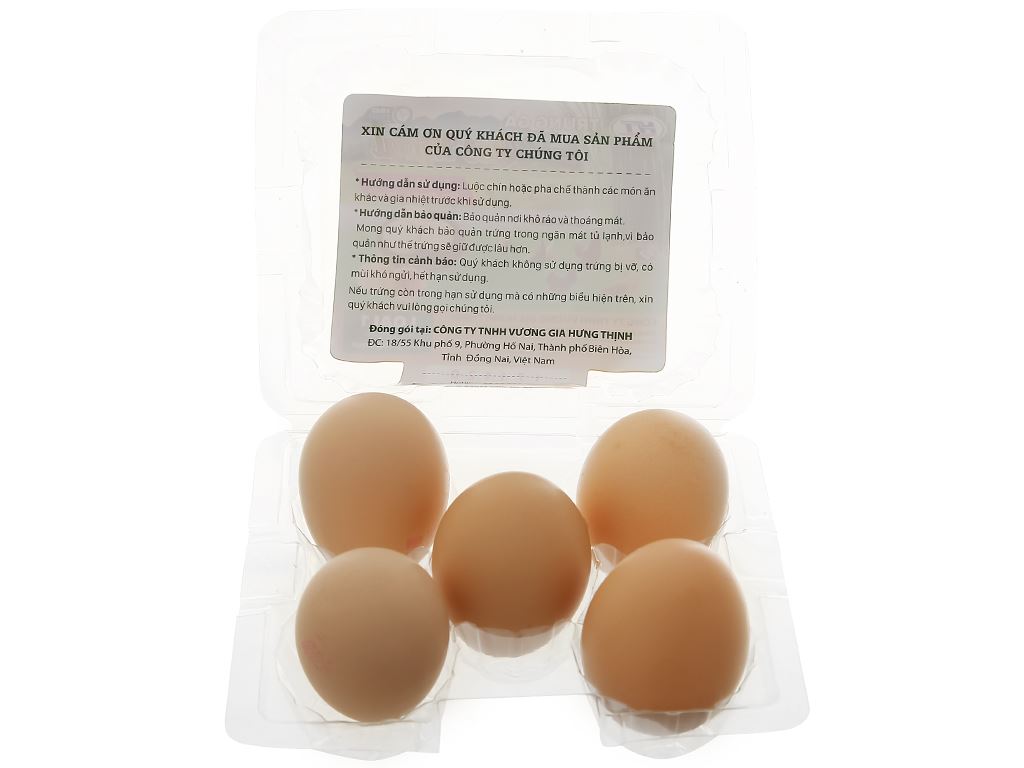 XIN CÁM ƠN QUÝ KHÁCH ĐÃ MUA SẢN PHẨM
CỦA CÔNG TY CHÚNG TÔI
* Hướng dẫn sử dụng: Luộc chín hoặc pha chế thành các món ăn
khác và gia nhiệt trước khi sử dụng.
* Hướng dẫn bảo quản: Bảo quản nơi khô ráo và thoáng mát.
Mong quý khách bảo quản trứng trong ngăn mát tủ lạnh,vì bảo
quản như thế trứng sẽ giữ được lâu hơn.
* Thông tin cảnh báo: Quý khách không sử dụng trứng bị vỡ, có
mùi khó ngửi, hết hạn sử dụng.
Nếu trứng còn trong hạn sử dụng mà có những biểu hiện trên, xin
quý khách vui lòng gọi chúng tôi.
Đóng gói tại: CÔNG TY TNHH VƯƠNG GIA HƯNG THỊNH
ĐC: 18/55 Khu phố 9, Phường Hố Nai, Thành phố Biên Hòa,
Tỉnh Đồng Nai, Việt Nam